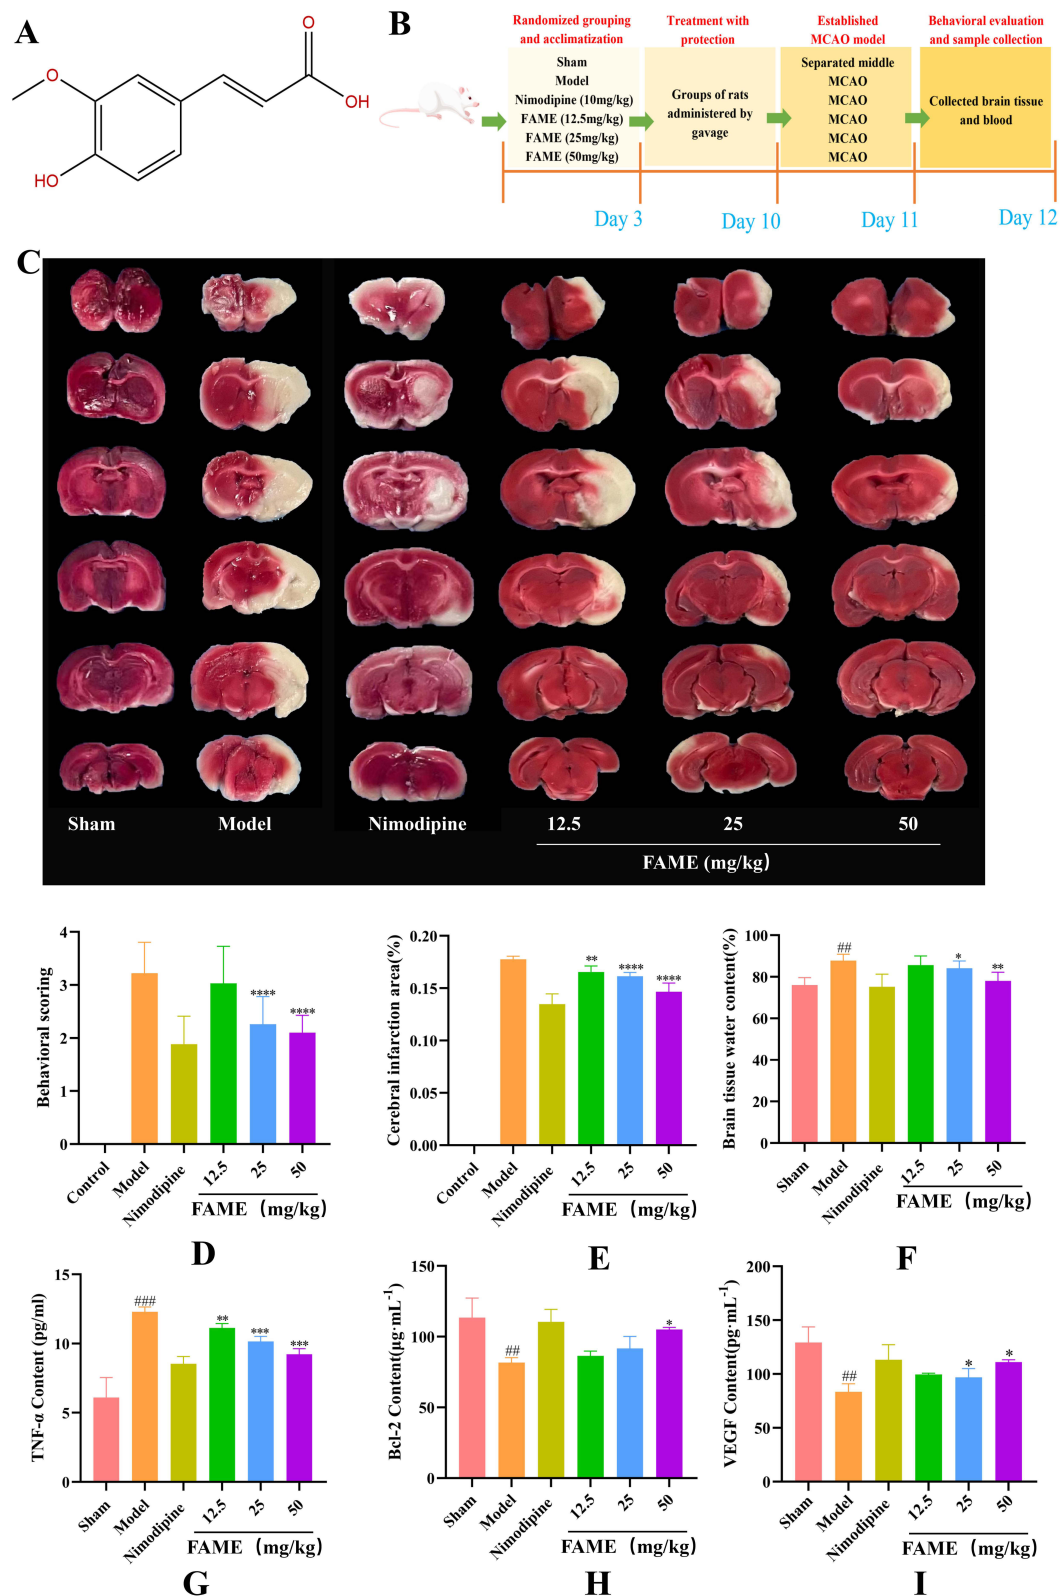 A
O
O
OH
HO
B
Randomized grouping
and acclimatization
Treatment with
protection
Established
MCAO model
Behavioral evaluation
and sample collection
Sham
Model
Nimodipine (10mg/kg)
FAME (12.5mg/kg)
FAME (25mg/kg)
FAME (50mg/kg)
Groups of rats
administered by
gavage
Separated middle
MCAO
MCAO
MCAO
MCAO
MCAO
Collected brain tissue
and blood
Day 3
Day 10
Day 11
Day 12
C
Sham
Model
Nimodipine
12.5
25
50
FAME (mg/kg)
Behavioral scoring
4
3
2
1
0
****
****
Control
Model
Nimodipine
12.5
25
50
FAME (mg/kg)
D
Cerebral infarction area(%)
0.20
0.15
0.10
0.05
0.00
**
****
****
Control
Model
Nimodipine
12.5
25
50
FAME (mg/kg)
E
Brain tissue water content(%)
100
80
60
40
20
0
##
*
**
Sham
Model
Nimodipine
12.5
25
50
FAME (mg/kg)
F
TNF-α Content (pg/ml)
15
10
5
0
###
**
***
***
Sham
Model
Nimodipine
12.5
25
50
FAME (mg/kg)
G
Bcl-2 Content(μg·mL⁻¹)
150
100
50
0
##
*
Sham
Model
Nimodipine
12.5
25
50
FAME (mg/kg)
H
VEGF Content(pg·mL⁻¹)
200
150
100
50
0
##
*
*
Sham
Model
Nimodipine
12.5
25
50
FAME (mg/kg)
I